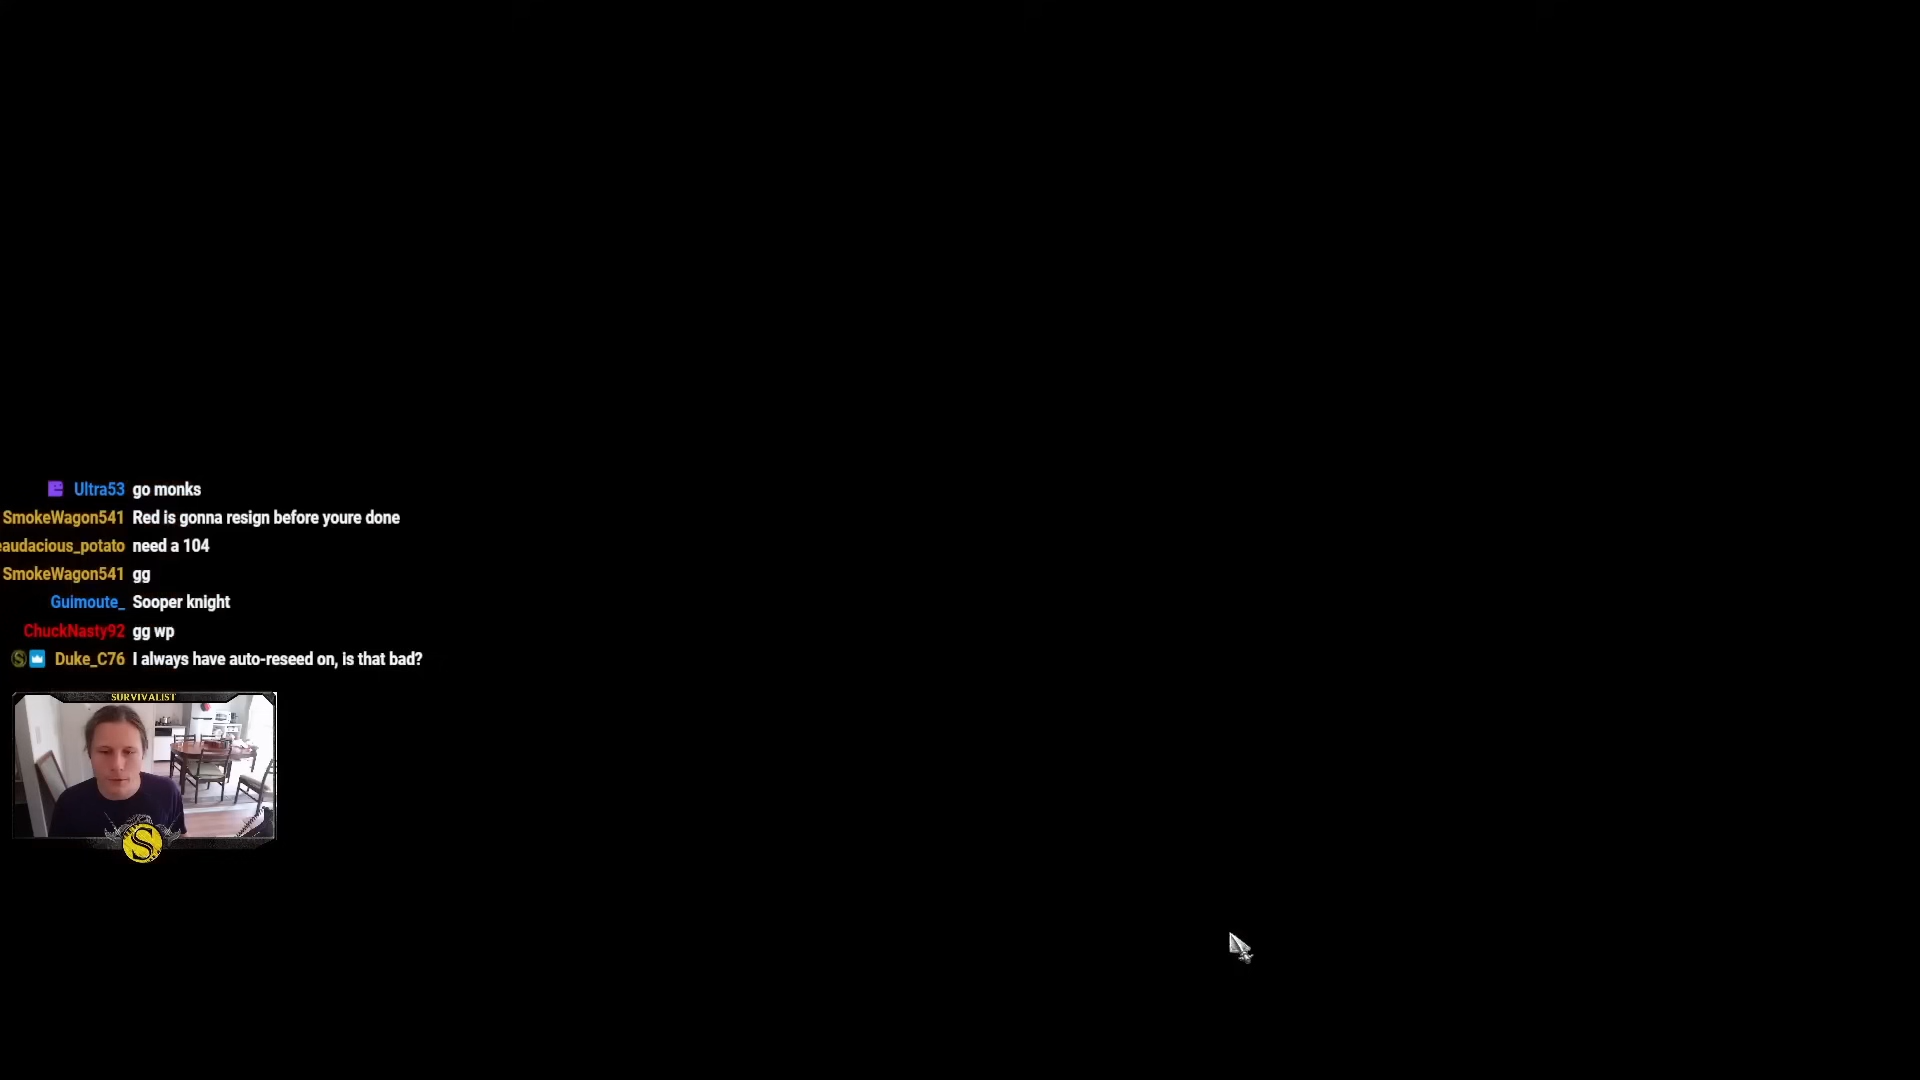 Ultra53 go monks
SmokeWagon541 Red is gonna resign before youre done
eaudacious_potato need a 104
SmokeWagon541 gg
Guimoute_ Sooper knight
ChuckNasty92 gg wp
Duke_C76 I always have auto-reseed on, is that bad?
SURVIVALIST
S